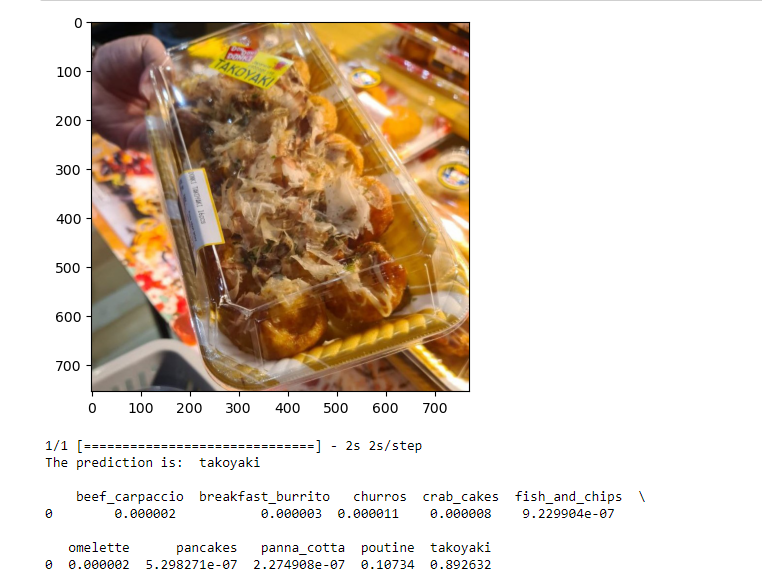 0
100
200
300
400
500
600
700
DONKI
TAKOYAKI
0 100 200 300 400 500 600 700
1/1 [==============================] - 2s 2s/step
The prediction is:  takoyaki
beef_carpaccio  breakfast_burrito   churros  crab_cakes  fish_and_chips  \
0        0.000002           0.000003  0.000011    0.000008    9.229904e-07
omelette      pancakes   panna_cotta  poutine  takoyaki
0  0.000002  5.298271e-07  2.274908e-07  0.10734  0.892632